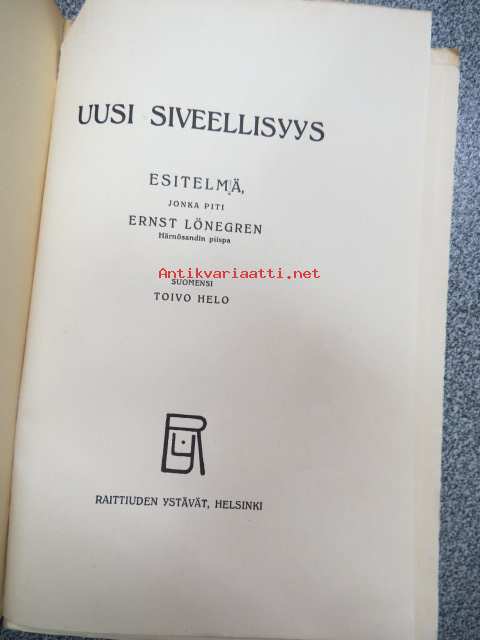 UUSI SIVEELLISYYS
ESITELMÄ,
JONKA PITI
ERNST LÖNEGREN
Härnösandin piispa
Antikvariaatti.net
SUOMENSI
TOIVO HELO
RAITTIUDEN YSTÄVÄT, HELSINKI